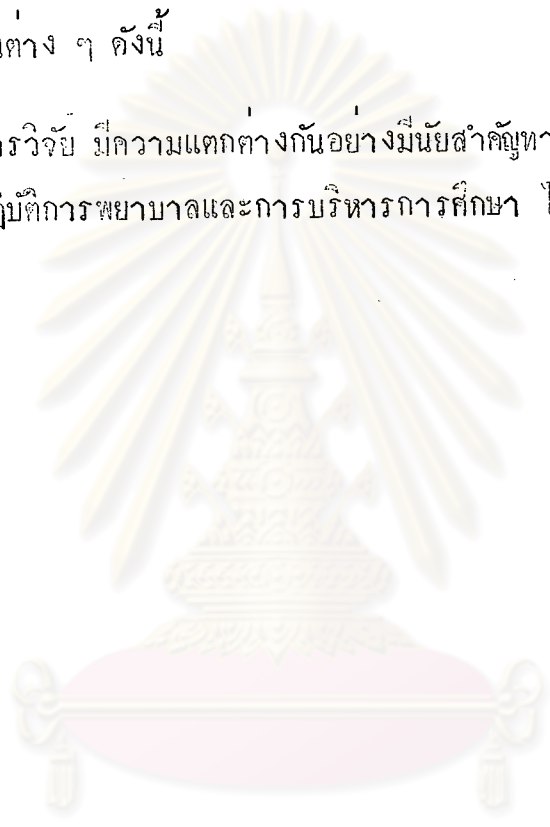 นต่าง ๆ ดังนี้
ารวิจัย มีความแตกต่างกันอย่างมีนัยสำคัญทา
ฏิบัติการพยาบาลและการบริหารการศึกษา ไ